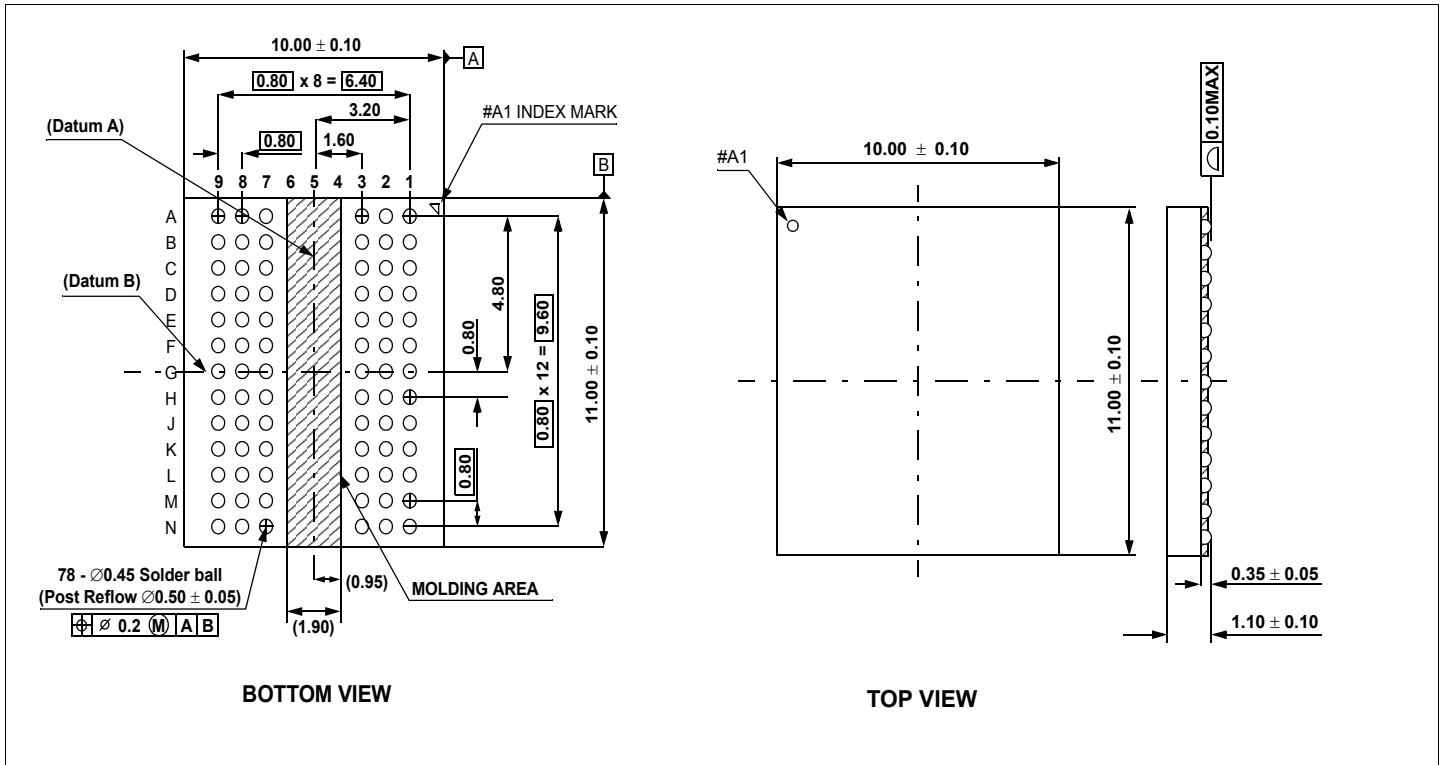 10.00 ± 0.10
A
0.80 x 8 = 6.40
3.20
#A1 INDEX MARK
(Datum A)
0.80
1.60
B
9 8 7 6 5 4 3 2 1
A
B
C
(Datum B)
D
E
F
G
H
J
K
L
M
N
4.80
0.80
0.80 x 12 = 9.60
11.00 ± 0.10
0.80
78 - ∅0.45 Solder ball
(Post Reflow ∅0.50 ± 0.05)
⌖ ⌀ 0.2 Ⓜ A B
(0.95)
MOLDING AREA
(1.90)
BOTTOM VIEW
#A1
10.00 ± 0.10
0.10MAX
11.00 ± 0.10
0.35 ± 0.05
1.10 ± 0.10
TOP VIEW